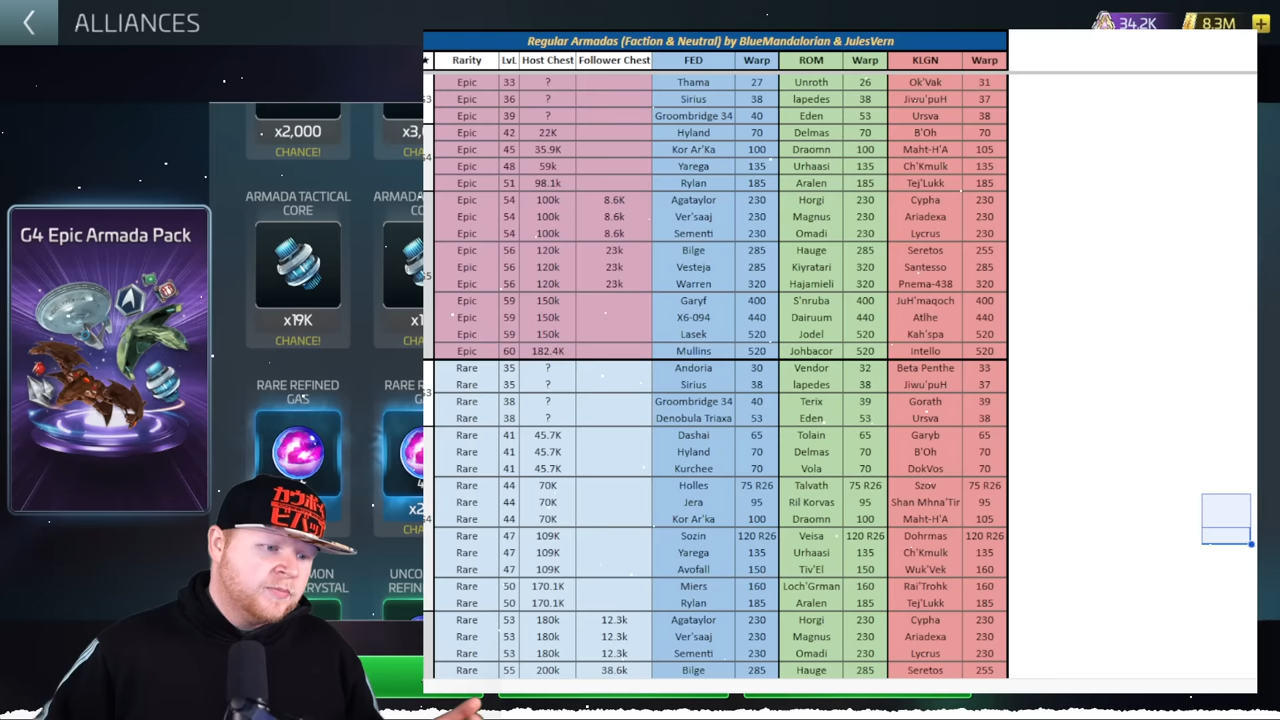 ALLIANCES
34.2K
8.3M
Regular Armadas (Faction & Neutral) by BlueMandalorian & JulesVern
★ Rarity LvL Host Chest Follower Chest FED Warp ROM Warp KLGN Warp
Epic 33 ? Thama 27 Unroth 26 Ok'Vak 31
Epic 36 ? Sirius 38 Iapedes 38 Jiwu'puH 37
Epic 39 ? Groombridge 34 40 Eden 53 Ursva 38
Epic 42 22K Hyland 70 Delmas 70 B'Oh 70
Epic 45 35.9K Kor Ar'Ka 100 Draomn 100 Maht-H'A 105
Epic 48 59k Yarega 135 Urhaasi 135 Ch'Kmulk 135
Epic 51 98.1k Rylan 185 Aralen 185 Tej'Lukk 185
Epic 54 100k 8.6K Agataylor 230 Horgi 230 Cypha 230
Epic 54 100k 8.6k Ver'saaj 230 Magnus 230 Ariadexa 230
Epic 54 100k 8.6k Sementi 230 Omadi 230 Lycrus 230
Epic 56 120k 23k Bilge 285 Hauge 285 Seretos 255
Epic 56 120k 23k Vesteja 285 Kiyratari 320 Santesso 285
Epic 56 120k 23k Warren 320 Hajamieli 320 Pnema-438 320
Epic 59 150k Garyf 400 S'nruba 400 JuH'maqoch 400
Epic 59 150k X6-094 440 Dairuum 440 Atlhe 440
Epic 59 150k Lasek 520 Jodel 520 Kah'spa 520
Epic 60 182.4K Mullins 520 Johbacor 520 Intello 520
Rare 35 ? Andoria 30 Vendor 32 Beta Penthe 33
Rare 35 ? Sirius 38 Iapedes 38 Jiwu'puH 37
Rare 38 ? Groombridge 34 40 Terix 39 Gorath 39
Rare 38 ? Denobula Triaxa 53 Eden 53 Ursva 38
Rare 41 45.7K Dashai 65 Tolain 65 Garyb 65
Rare 41 45.7K Hyland 70 Delmas 70 B'Oh 70
Rare 41 45.7K Kurchee 70 Vola 70 DokVos 70
Rare 44 70K Holles 75 R26 Talvath 75 R26 Szov 75 R26
Rare 44 70K Jera 95 Ril Korvas 95 Shan Mhna'Tir 95
Rare 44 70K Kor Ar'ka 100 Draomn 100 Maht-H'A 105
Rare 47 109K Sozin 120 R26 Veisa 120 R26 Dohrmas 120 R26
Rare 47 109K Yarega 135 Urhaasi 135 Ch'Kmulk 135
Rare 47 109K Avofall 150 Tiv'El 150 Wuk'Vek 160
Rare 50 170.1K Miers 160 Loch'Grman 160 Rai'Trohk 160
Rare 50 170.1K Rylan 185 Aralen 185 Tej'Lukk 185
Rare 53 180k 12.3k Agataylor 230 Horgi 230 Cypha 230
Rare 53 180k 12.3k Ver'saaj 230 Magnus 230 Ariadexa 230
Rare 53 180k 12.3k Sementi 230 Omadi 230 Lycrus 230
Rare 55 200k 38.6k Bilge 285 Hauge 285 Seretos 255
x2,000
CHANCE!
x3,
CHAN
ARMADA TACTICAL
CORE
x19K
CHANCE!
ARMADA
x1
CHAN
RARE REFINED
GAS
RARE
G4 Epic Armada Pack
カウボーイ
ビバップ